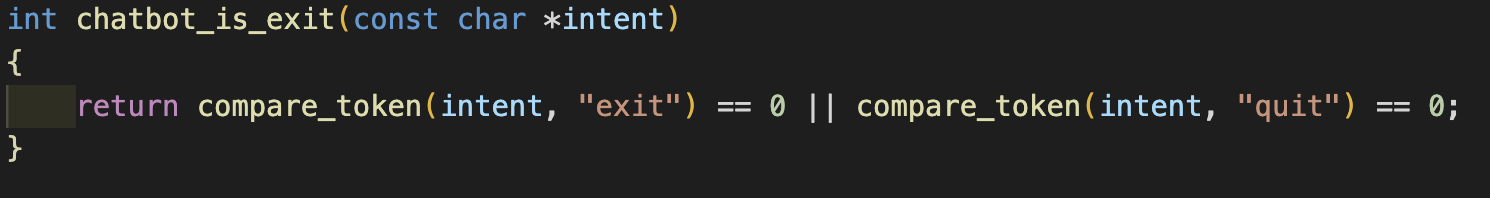 int chatbot_is_exit(const char *intent)
{
    return compare_token(intent, "exit") == 0 || compare_token(intent, "quit") == 0;
}